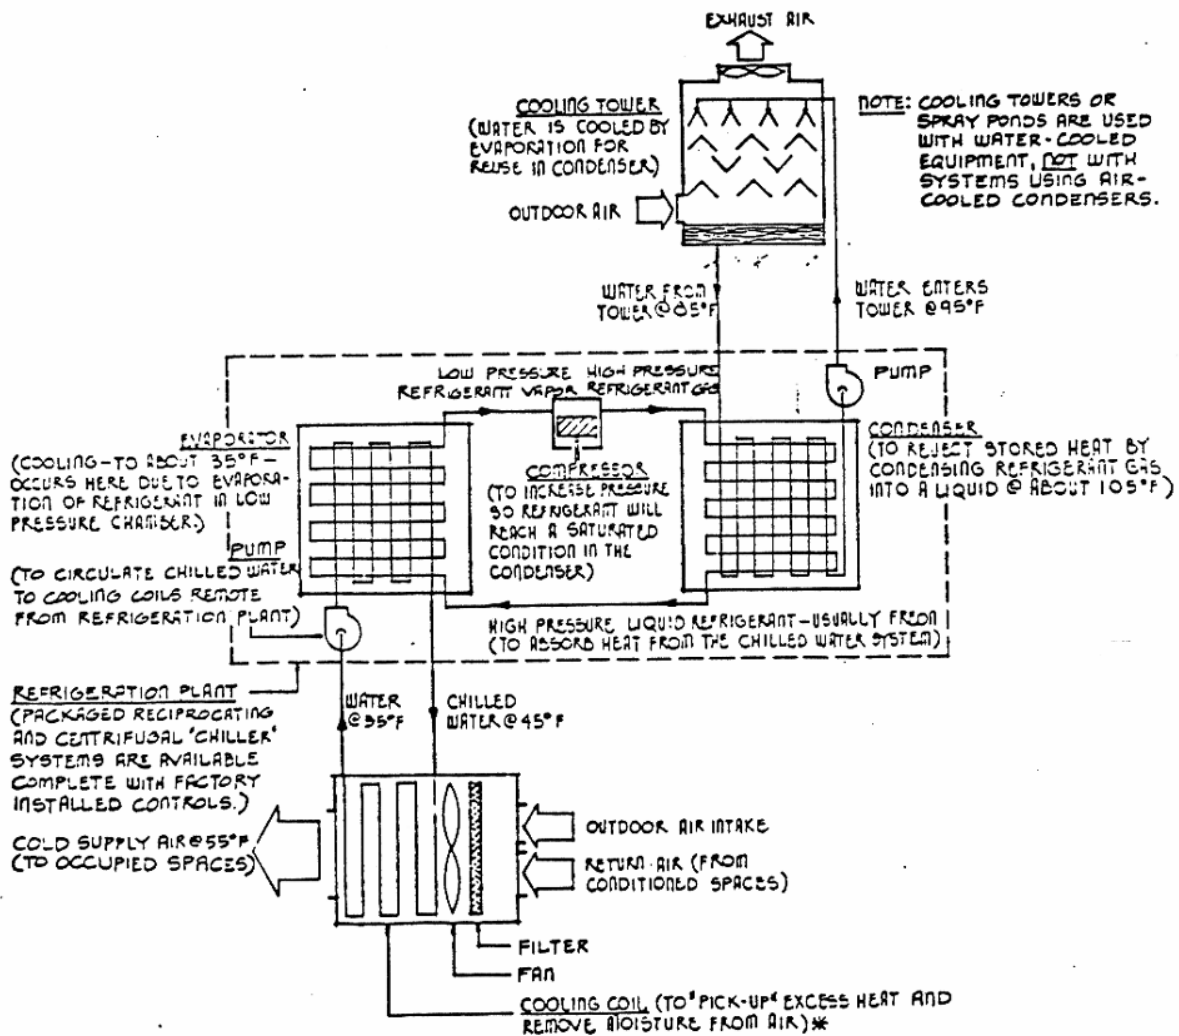 EXHAUST AIR
COOLING TOWER
(WATER IS COOLED BY
EVAPORATION FOR
REUSE IN CONDENSER)
NOTE: COOLING TOWERS OR
SPRAY PONDS ARE USED
WITH WATER-COOLED
EQUIPMENT, NOT WITH
SYSTEMS USING AIR-
COOLED CONDENSERS.
OUTDOOR AIR
WATER FROM
TOWER @ 85°F
WATER ENTERS
TOWER @ 95°F
PUMP
LOW PRESSURE
REFRIGERANT VAPOR
HIGH PRESSURE
REFRIGERANT GAS
EVAPORATOR
(COOLING-TO ABOUT 35°F-
OCCURS HERE DUE TO EVAPORA-
TION OF REFRIGERANT IN LOW
PRESSURE CHAMBER)
COMPRESSOR
(TO INCREASE PRESSURE
SO REFRIGERANT WILL
REACH A SATURATED
CONDITION IN THE
CONDENSER)
CONDENSER
(TO REJECT STORED HEAT BY
CONDENSING REFRIGERANT GAS
INTO A LIQUID @ ABOUT 105°F)
PUMP
(TO CIRCULATE CHILLED WATER
TO COOLING COILS REMOTE
FROM REFRIGERATION PLANT)
HIGH PRESSURE LIQUID REFRIGERANT-USUALLY FREON
(TO ABSORB HEAT FROM THE CHILLED WATER SYSTEM)
REFRIGERATION PLANT
(PACKAGED RECIPROCATING
AND CENTRIFUGAL "CHILLER"
SYSTEMS ARE AVAILABLE
COMPLETE WITH FACTORY
INSTALLED CONTROLS.)
WATER
@
CHILLED
WATER @ 45°F
COLD SUPPLY AIR @ 55°F
(TO OCCUPIED SPACES)
OUTDOOR AIR INTAKE
RETURN AIR (FROM
CONDITIONED SPACES)
FILTER
FAN
COOLING COIL (TO "PICK-UP" EXCESS HEAT AND
REMOVE MOISTURE FROM AIR)*